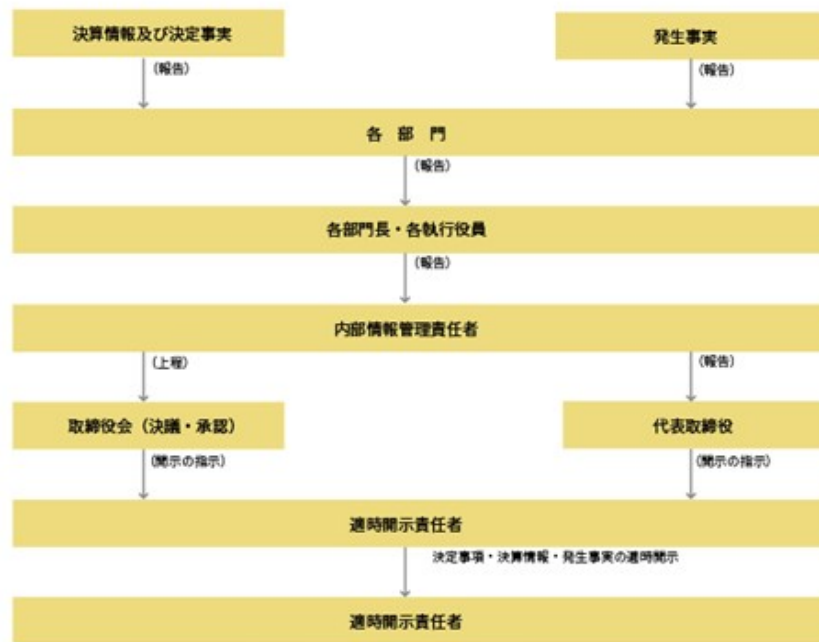 決算情報及び決定事実
発生事実
(報告)
(報告)
各 部 門
(報告)
各部門長・各執行役員
(報告)
内部情報管理責任者
(上程)
(報告)
取締役会（決議・承認）
代表取締役
(開示の指示)
(開示の指示)
適時開示責任者
決定事項・決算情報・発生事実の適時開示
適時開示責任者